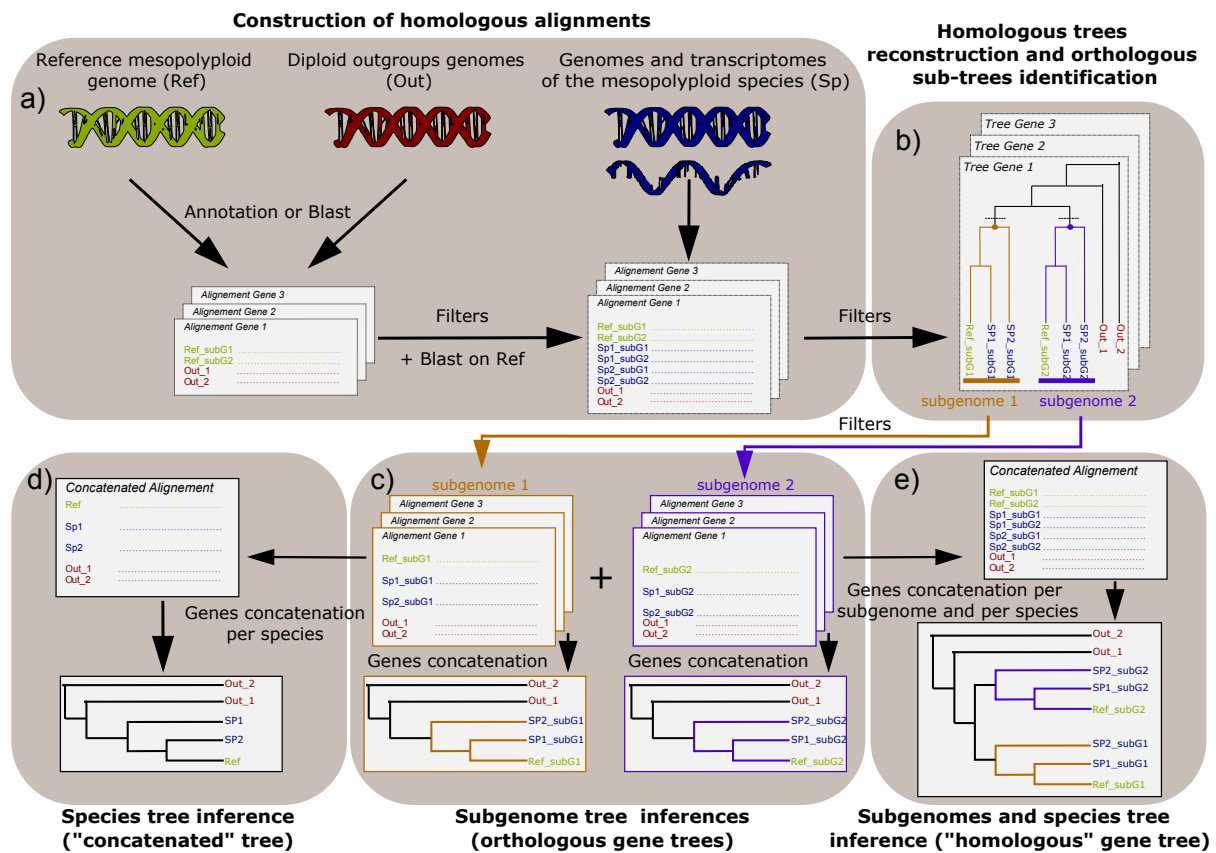 Construction of homologous alignments
Homologous trees
reconstruction and orthologous
sub-trees identification
a)
Reference mesopolyploid
genome (Ref)
Diploid outgroups genomes
(Out)
Genomes and transcriptomes
of the mesopolyploid species (Sp)
Annotation or Blast
Alignement Gene 3
Alignement Gene 2
Alignement Gene 1
Ref_subG1
Ref_subG2
Out_1
Out_2
Filters
+ Blast on Ref
Alignement Gene 3
Alignement Gene 2
Alignement Gene 1
Ref_subG1
Ref_subG2
Sp1_subG1
Sp1_subG2
Sp2_subG1
Sp2_subG2
Out_1
Out_2
Filters
b)
Tree Gene 3
Tree Gene 2
Tree Gene 1
Ref_subG1
SP1_subG1
SP2_subG1
Ref_subG2
SP1_subG2
SP2_subG2
Out_1
Out_2
subgenome 1
subgenome 2
Filters
d)
Concatenated Alignement
Ref
Sp1
Sp2
Out_1
Out_2
Genes concatenation
per species
Out_2
Out_1
SP1
SP2
Ref
Species tree inference
("concatenated" tree)
c)
subgenome 1
Alignement Gene 3
Alignement Gene 2
Alignement Gene 1
Ref_subG1
Sp1_subG1
Sp2_subG1
Out_1
Out_2
Genes concatenation
Out_2
Out_1
SP2_subG1
SP1_subG1
Ref_subG1
+
subgenome 2
Alignement Gene 3
Alignement Gene 2
Alignement Gene 1
Ref_subG2
Sp1_subG2
Sp2_subG2
Out_1
Out_2
Genes concatenation
Out_2
Out_1
SP2_subG2
SP1_subG2
Ref_subG2
Subgenome tree inferences
(orthologous gene trees)
e)
Concatenated Alignement
Ref_subG1
Ref_subG2
Sp1_subG1
Sp1_subG2
Sp2_subG1
Sp2_subG2
Out_1
Out_2
Genes concatenation per
subgenome and per species
Out_2
Out_1
SP2_subG2
SP1_subG2
Ref_subG2
SP2_subG1
SP1_subG1
Ref_subG1
Subgenomes and species tree
inference ("homologous" gene tree)